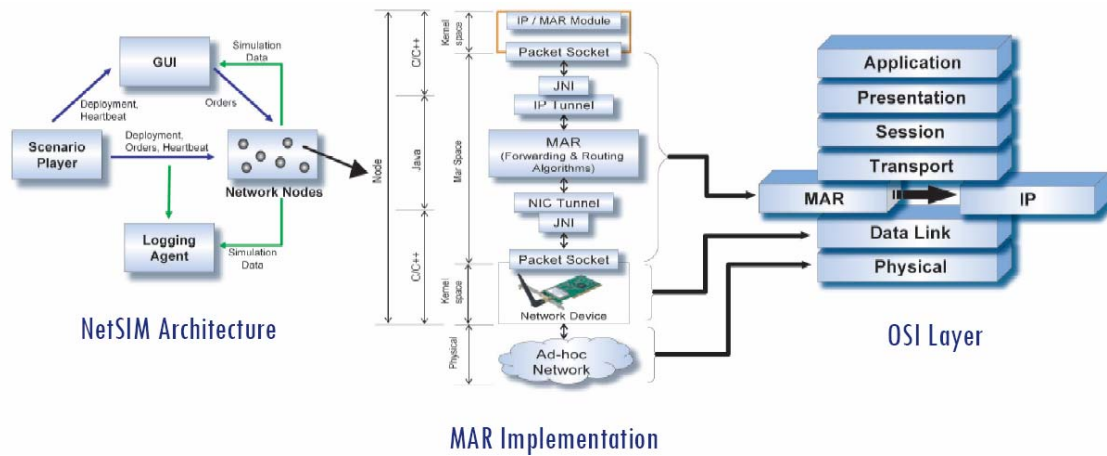 Simulation
Data
GUI
Deployment,
Heartbeat
Orders
Scenario
Player
Deployment,
Orders, Heartbeat
Network Nodes
Logging
Agent
Simulation
Data
NetSIM Architecture
Node
C/C++
Java
C/C++
Kernel
space
Mar Space
Kernel
space
Physical
IP / MAR Module
Packet Socket
JNI
IP Tunnel
MAR
(Forwarding & Routing
Algorithms)
NIC Tunnel
JNI
Packet Socket
Network Device
Ad-hoc
Network
MAR Implementation
Application
Presentation
Session
Transport
MAR
IP
Data Link
Physical
OSI Layer